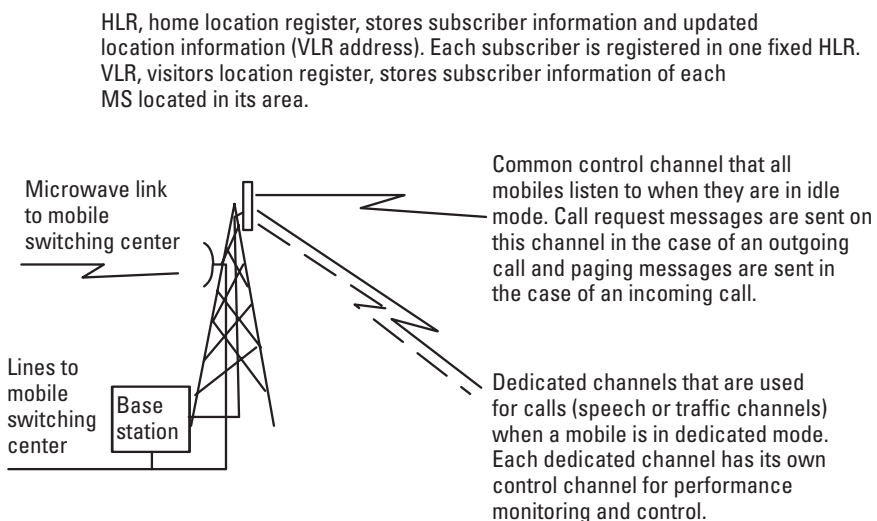 HLR, home location register, stores subscriber information and updated
location information (VLR address). Each subscriber is registered in one fixed HLR.
VLR, visitors location register, stores subscriber information of each
MS located in its area.
Microwave link
to mobile
switching center
Common control channel that all
mobiles listen to when they are in idle
mode. Call request messages are sent on
this channel in the case of an outgoing
call and paging messages are sent in
the case of an incoming call.
Lines to
mobile
switching
center
Base
station
Dedicated channels that are used
for calls (speech or traffic channels)
when a mobile is in dedicated mode.
Each dedicated channel has its own
control channel for performance
monitoring and control.